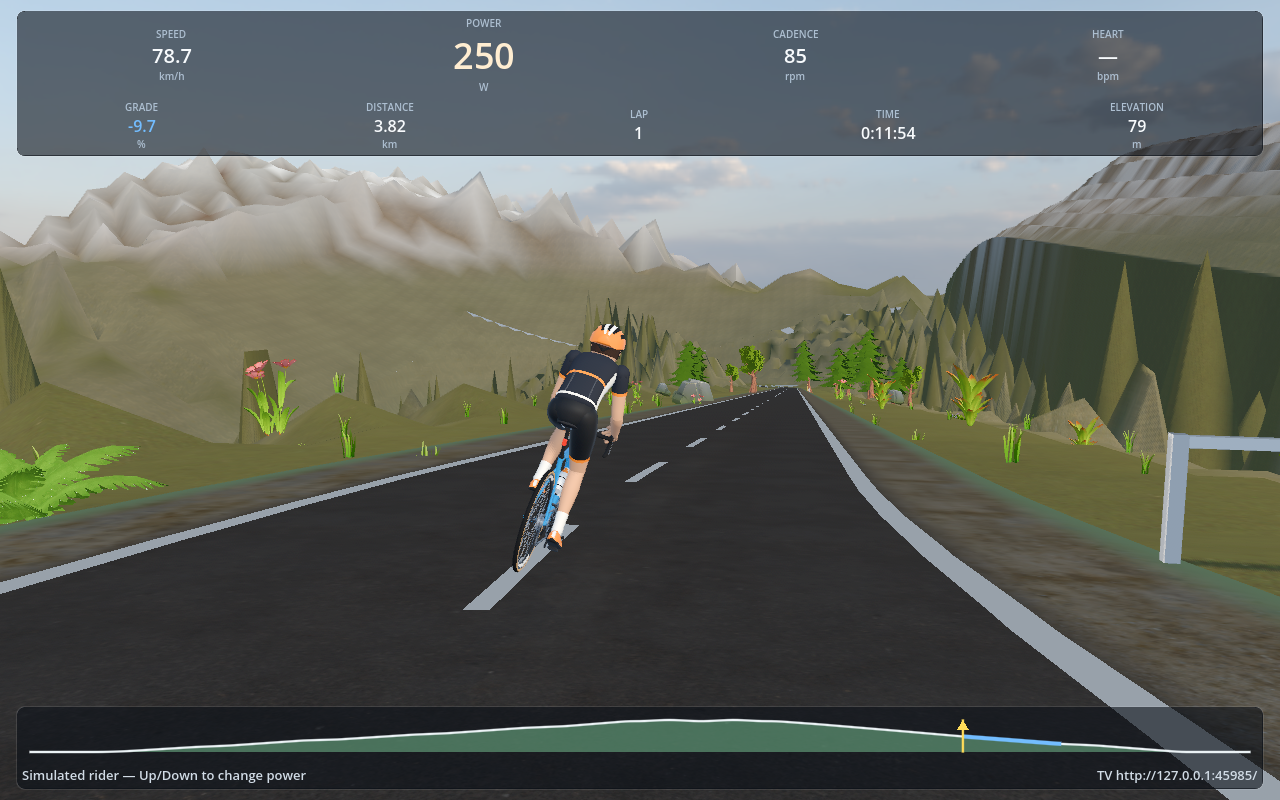 SPEED
78.7
km/h
POWER
250
W
CADENCE
85
rpm
HEART
—
bpm
GRADE
-9.7
%
DISTANCE
3.82
km
LAP
1
TIME
0:11:54
ELEVATION
79
m
Simulated rider — Up/Down to change power
TV http://127.0.0.1:45985/